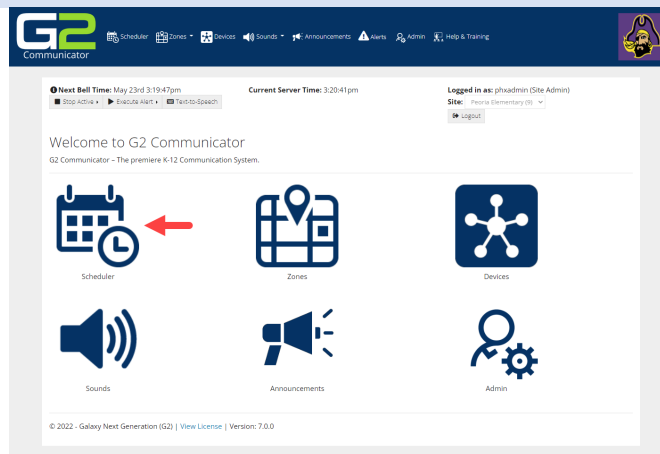 G2
Communicator
Scheduler Zones Devices Sounds Announcements Alerts Admin Help & Training
Next Bell Time: May 23rd 3:19:47pm Current Server Time: 3:20:41pm Logged in as: phxadmin (Site Admin)
Stop Active Execute Alert Text-to-Speech Site: Peoria Elementary (9)
Logout
Welcome to G2 Communicator
G2 Communicator – The premiere K-12 Communication System.
Scheduler Zones Devices
Sounds Announcements Admin
© 2022 - Galaxy Next Generation (G2) | View License | Version: 7.0.0